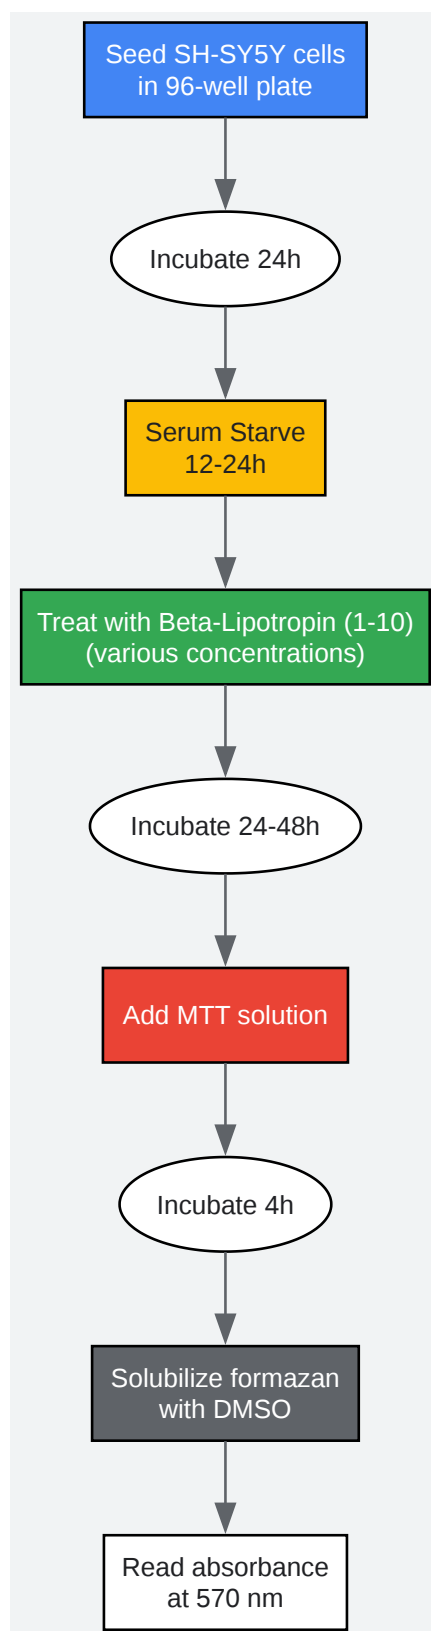 Seed SH-SY5Y cells
in 96-well plate
Incubate 24h
Serum Starve
12-24h
Treat with Beta-Lipotropin (1-10)
(various concentrations)
Incubate 24-48h
Add MTT solution
Incubate 4h
Solubilize formazan
with DMSO
Read absorbance
at 570 nm